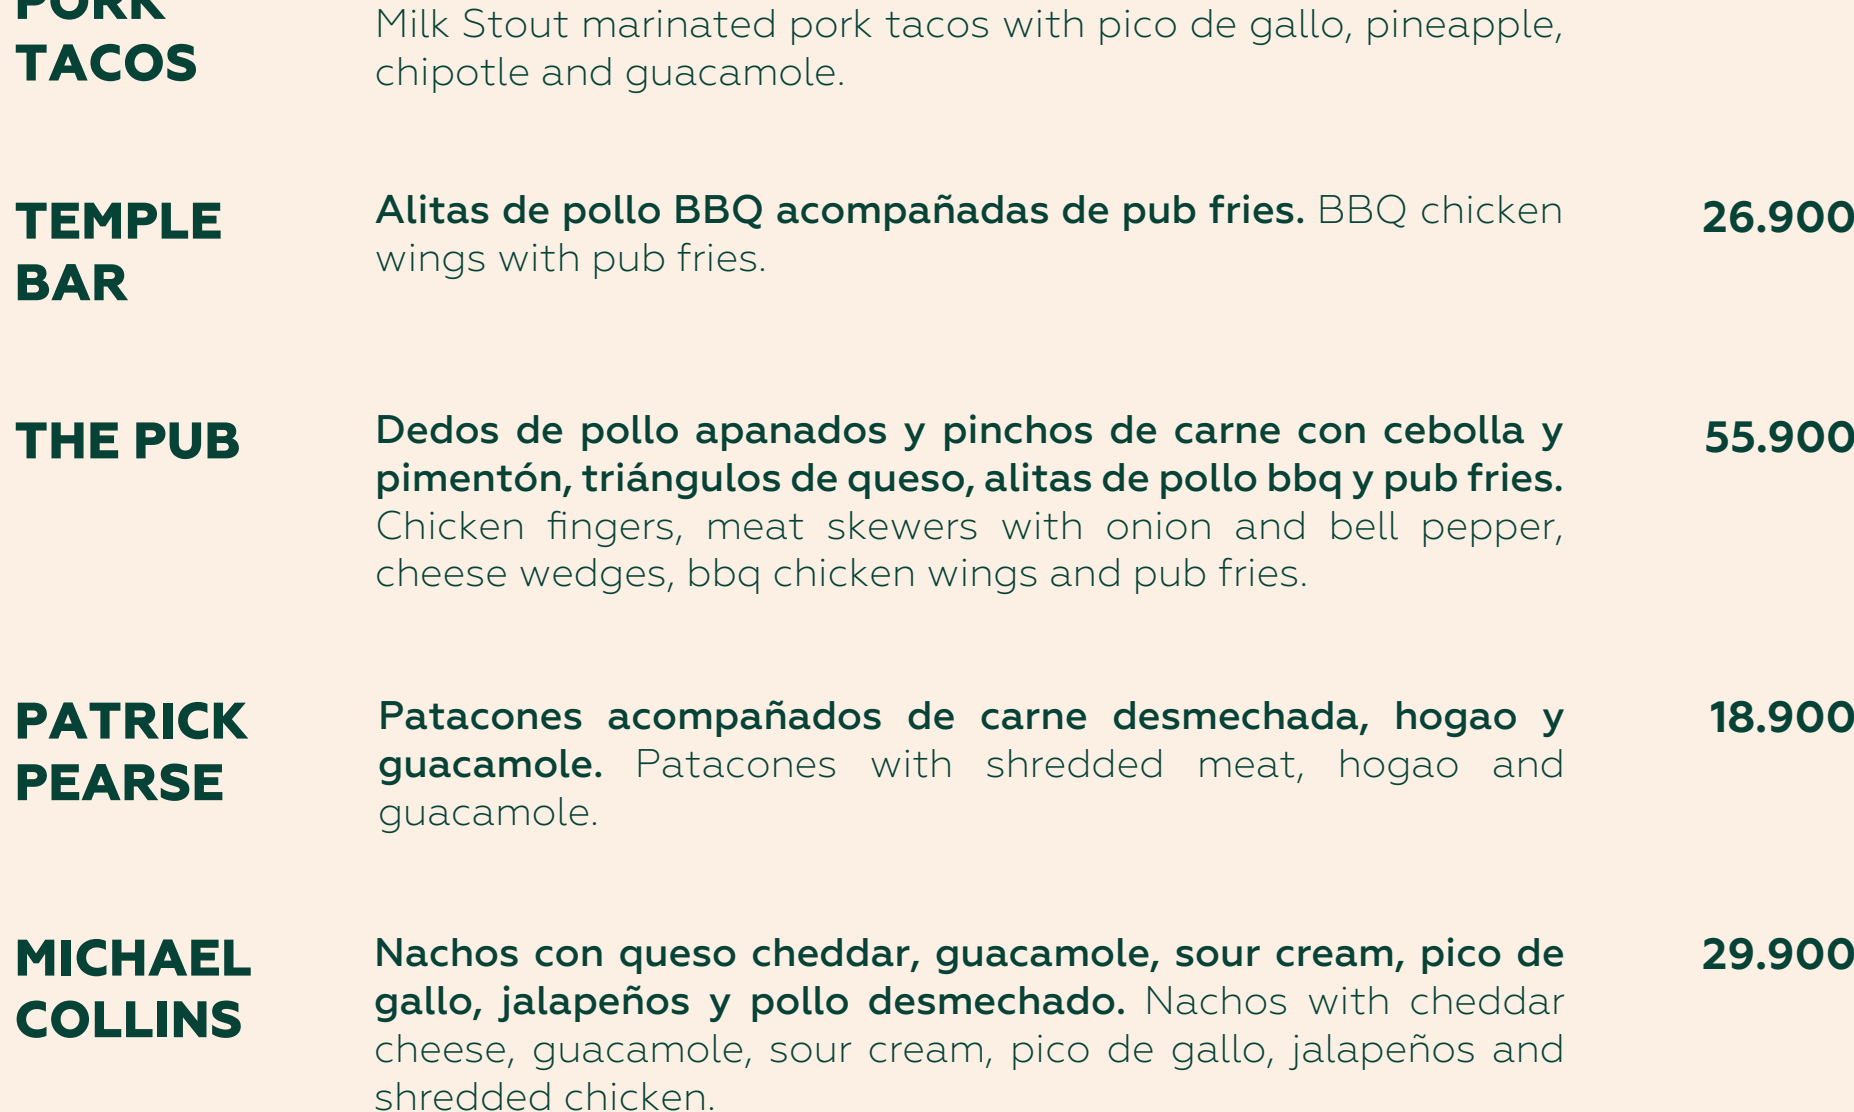 PORK
TACOS
Milk Stout marinated pork tacos with pico de gallo, pineapple,
chipotle and guacamole.
TEMPLE
BAR
Alitas de pollo BBQ acompañadas de pub fries. BBQ chicken
wings with pub fries.
26.900
THE PUB
Dedos de pollo apanados y pinchos de carne con cebolla y
pimentón, triángulos de queso, alitas de pollo bbq y pub fries.
Chicken fingers, meat skewers with onion and bell pepper,
cheese wedges, bbq chicken wings and pub fries.
55.900
PATRICK
PEARSE
Patacones acompañados de carne desmechada, hogao y
guacamole. Patacones with shredded meat, hogao and
guacamole.
18.900
MICHAEL
COLLINS
Nachos con queso cheddar, guacamole, sour cream, pico de
gallo, jalapeños y pollo desmechado. Nachos with cheddar
cheese, guacamole, sour cream, pico de gallo, jalapeños and
shredded chicken.
29.900